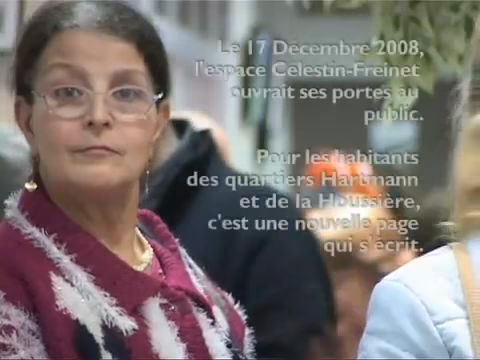 Le 17 Décembre 2008,
l'espace Celestin-Freinet
ouvrait ses portes au
public.
Pour les habitants
des quartiers Hartmann
et de la Houssière,
c'est une nouvelle page
qui s'écrit.